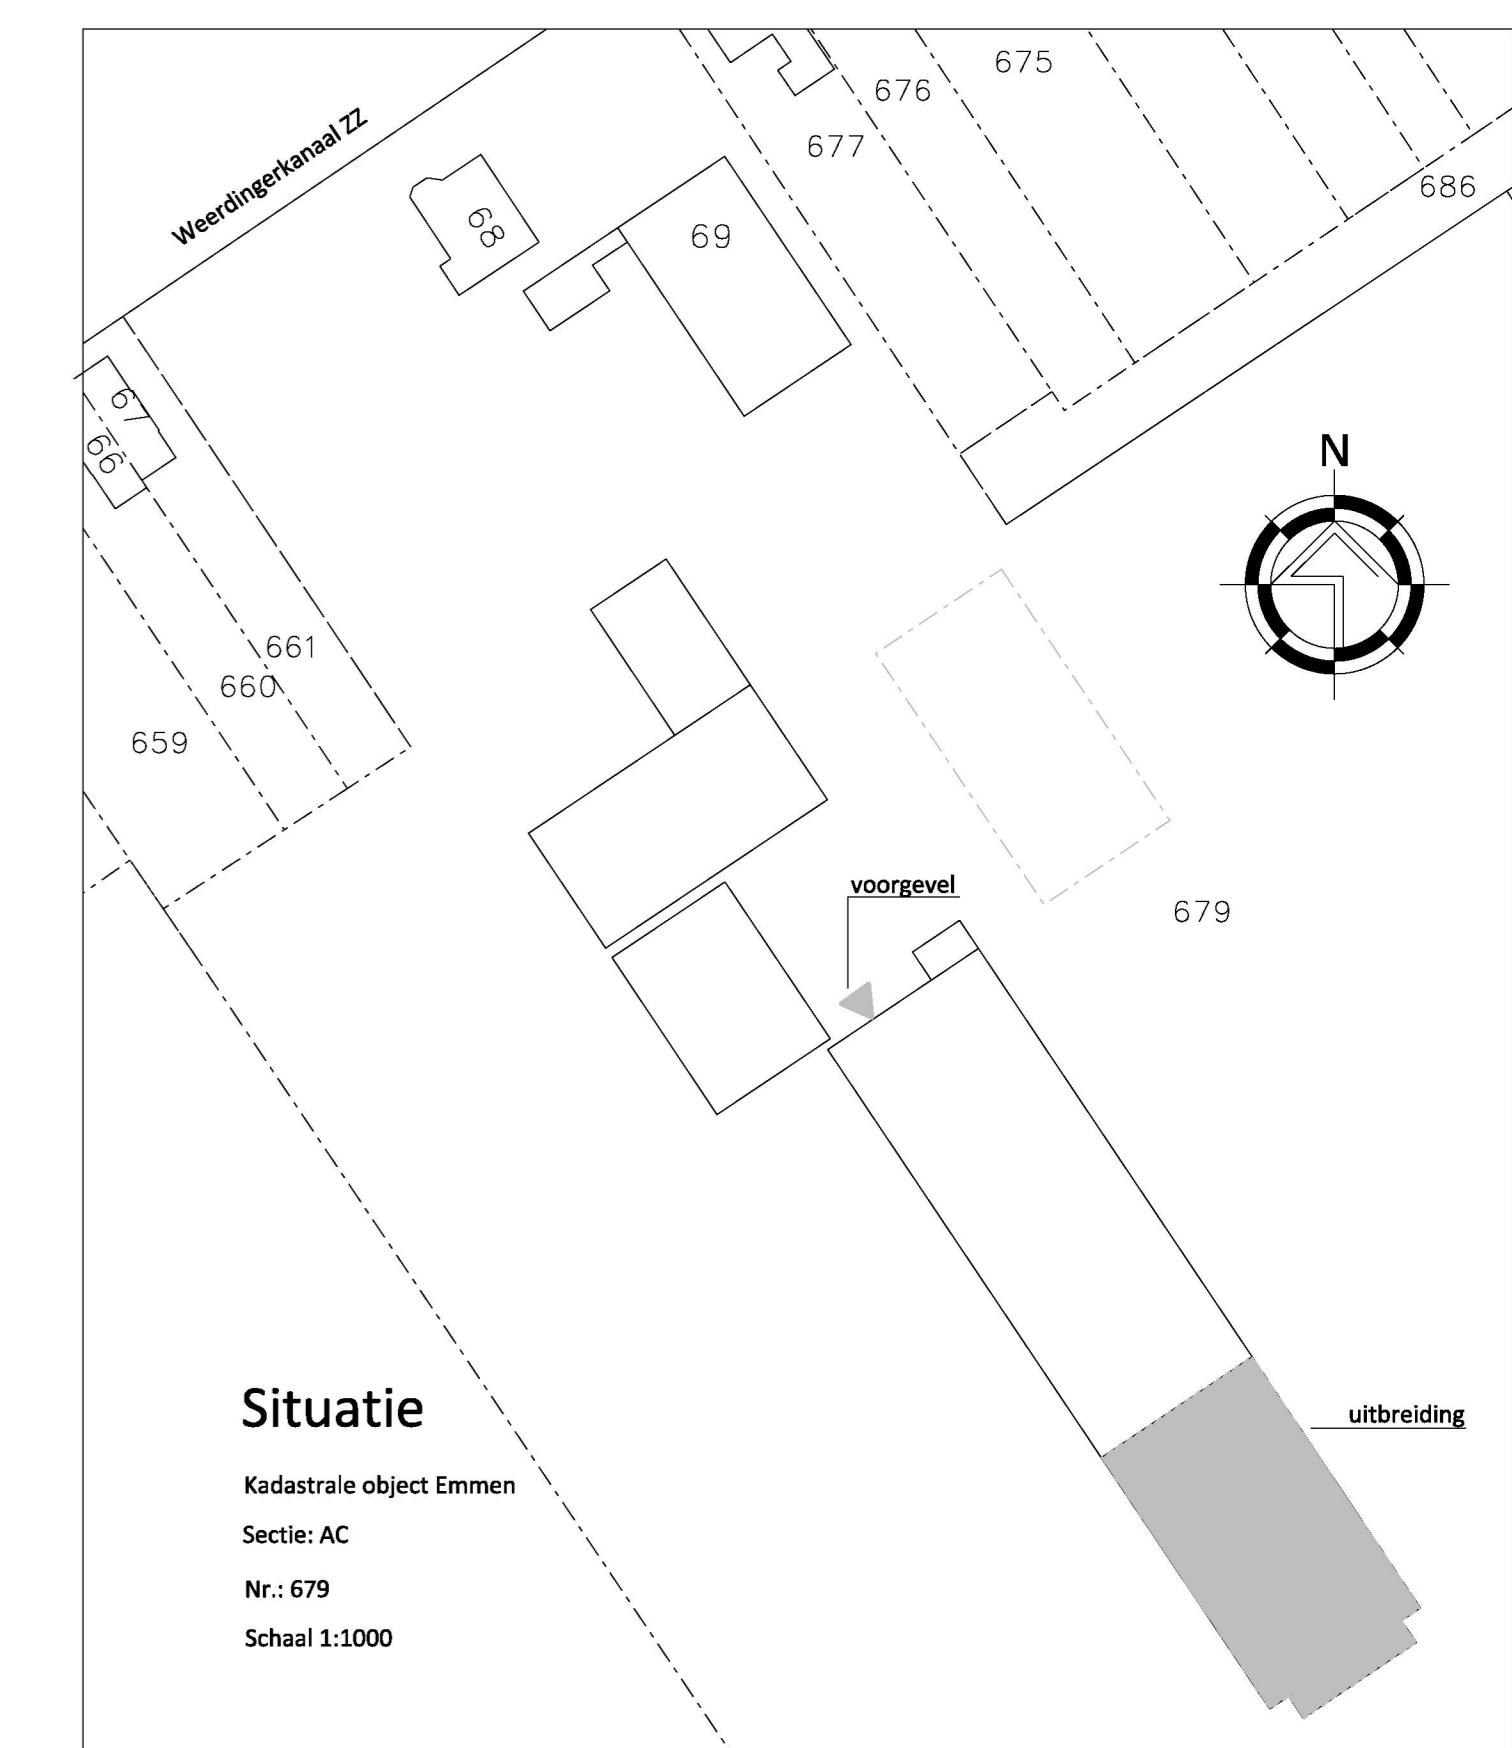 675
676
677
Weerdingerkanaal ZZ
686
68
69
67
66
N
661
660
659
voorgevel
679
Situatie
uitbreiding
Kadastrale object Emmen
Sectie: AC
Nr.: 679
Schaal 1:1000